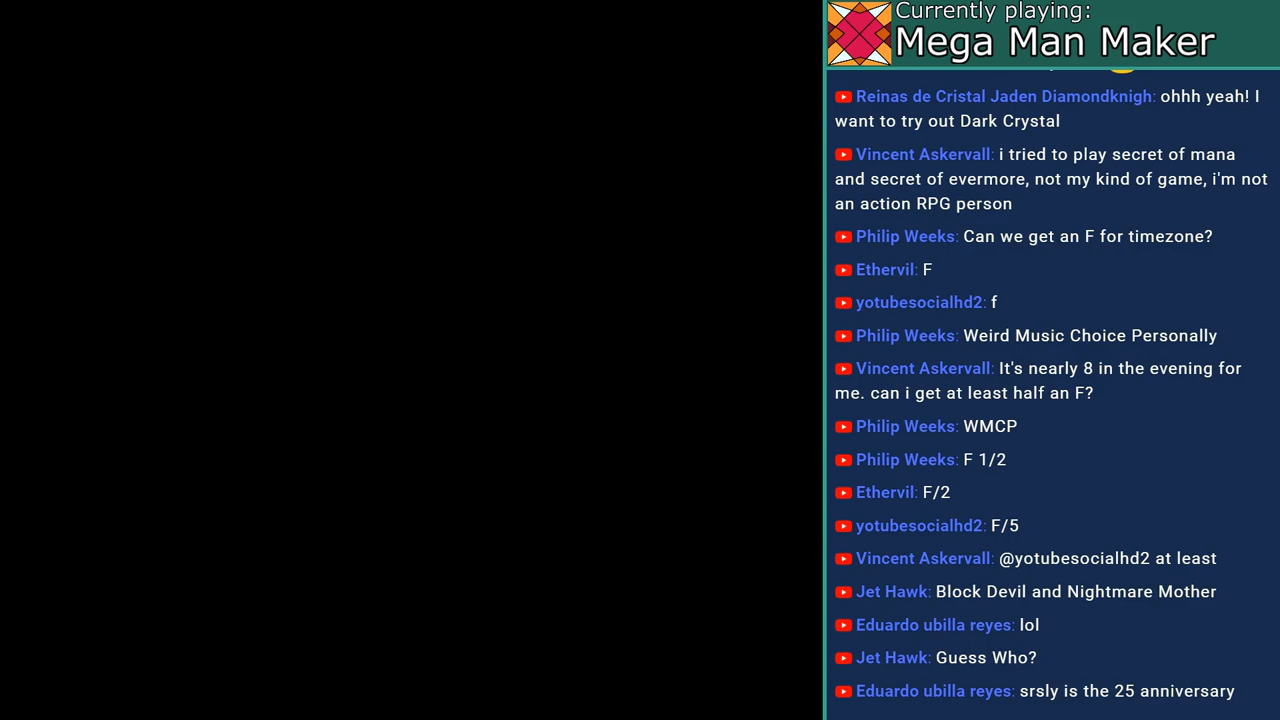 Currently playing:
Mega Man Maker
Reinas de Cristal Jaden Diamondknigh: ohhh yeah! I
want to try out Dark Crystal
Vincent Askervall: i tried to play secret of mana
and secret of evermore, not my kind of game, i'm not
an action RPG person
Philip Weeks: Can we get an F for timezone?
Ethervil: F
yotubesocialhd2: f
Philip Weeks: Weird Music Choice Personally
Vincent Askervall: It's nearly 8 in the evening for
me. can i get at least half an F?
Philip Weeks: WMCP
Philip Weeks: F 1/2
Ethervil: F/2
yotubesocialhd2: F/5
Vincent Askervall: @yotubesocialhd2 at least
Jet Hawk: Block Devil and Nightmare Mother
Eduardo ubilla reyes: lol
Jet Hawk: Guess Who?
Eduardo ubilla reyes: srsly is the 25 anniversary